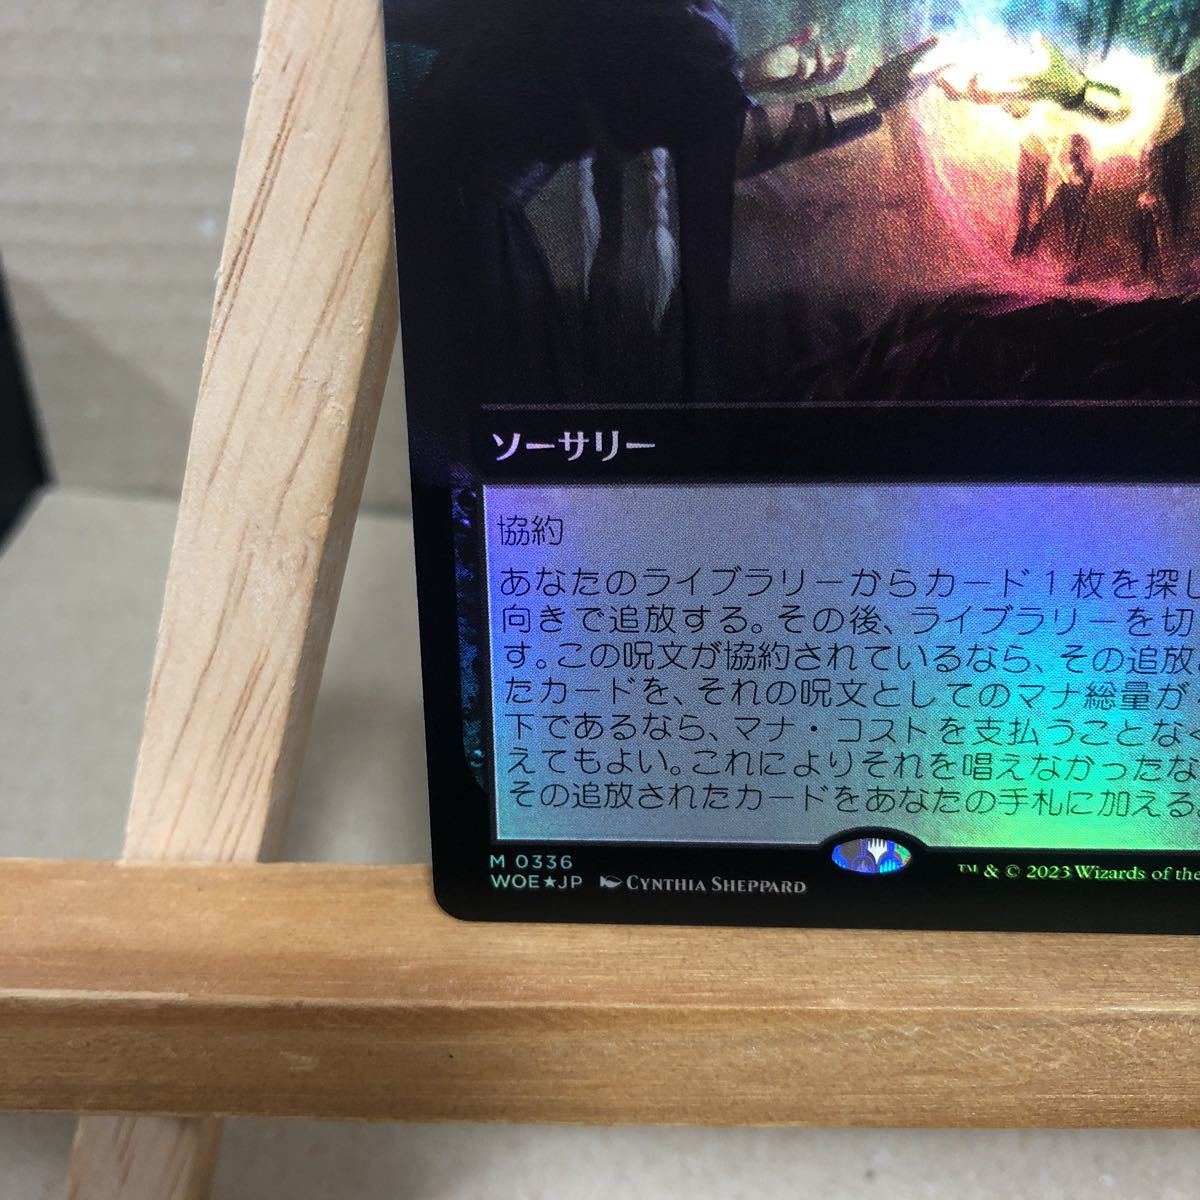 ソーサリー
協約
あなたのライブラリーからカード1枚を探し
向きで追放する。その後、ライブラリーを切
す。この呪文が協約されているなら、その追放
たカードを、それの呪文としてのマナ総量が
下であるなら、マナ・コストを支払うことなく
えてもよい。これによりそれを唱えなかったな
その追放されたカードをあなたの手札に加える
M 0336
WOE★JP CYNTHIA SHEPPARD
™ & © 2023 Wizards of the